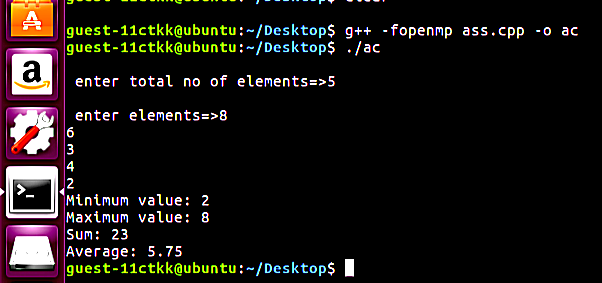 guest-11ctkk@ubuntu:~/Desktop$ g++ -fopenmp ass.cpp -o ac
guest-11ctkk@ubuntu:~/Desktop$ ./ac
enter total no of elements=>5
enter elements=>8
6
3
4
2
Minimum value: 2
Maximum value: 8
Sum: 23
Average: 5.75
guest-11ctkk@ubuntu:~/Desktop$